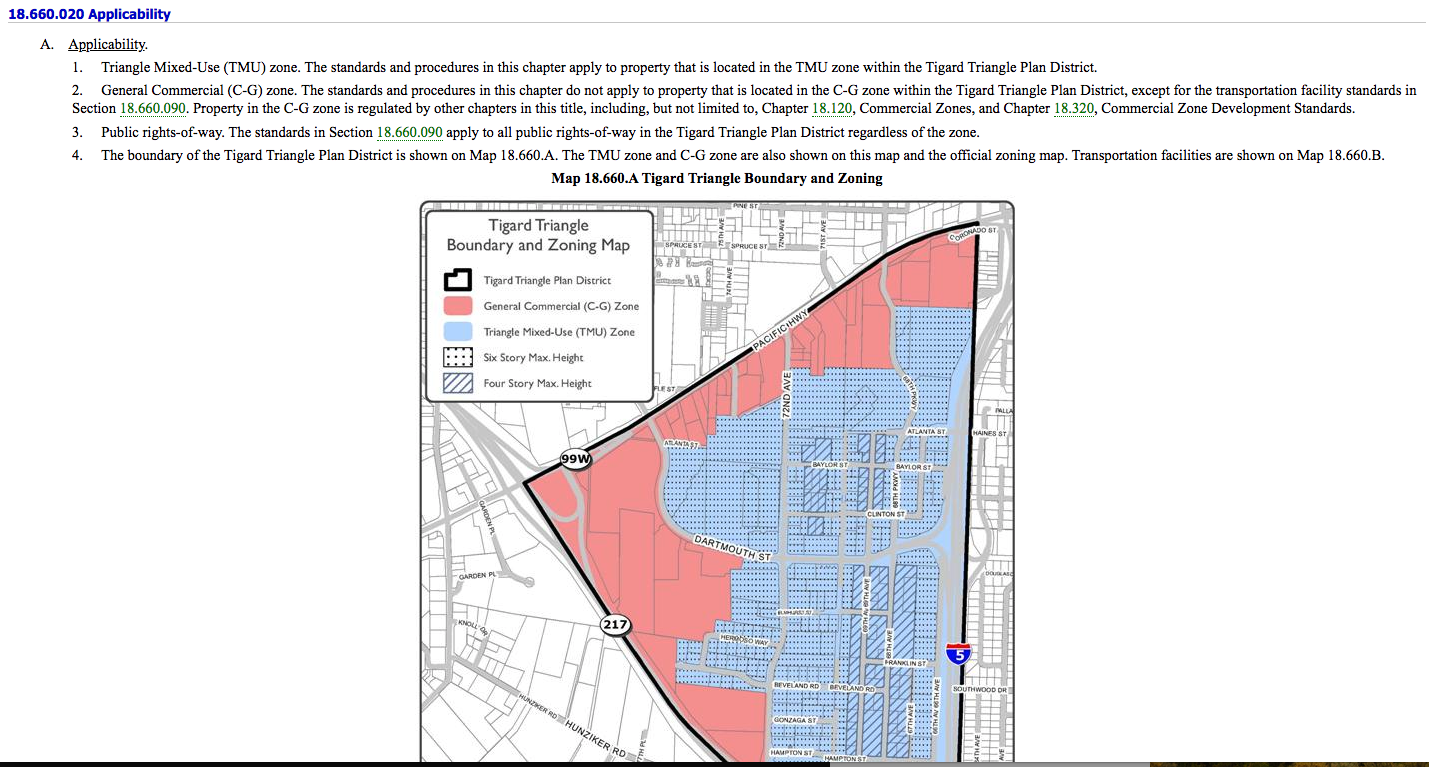 18.660.020 Applicability
A. Applicability.
1. Triangle Mixed-Use (TMU) zone. The standards and procedures in this chapter apply to property that is located in the TMU zone within the Tigard Triangle Plan District.
2. General Commercial (C-G) zone. The standards and procedures in this chapter do not apply to property that is located in the C-G zone within the Tigard Triangle Plan District, except for the transportation facility standards in
Section 18.660.090. Property in the C-G zone is regulated by other chapters in this title, including, but not limited to, Chapter 18.120, Commercial Zones, and Chapter 18.320, Commercial Zone Development Standards.
3. Public rights-of-way. The standards in Section 18.660.090 apply to all public rights-of-way in the Tigard Triangle Plan District regardless of the zone.
4. The boundary of the Tigard Triangle Plan District is shown on Map 18.660.A. The TMU zone and C-G zone are also shown on this map and the official zoning map. Transportation facilities are shown on Map 18.660.B.
Map 18.660.A Tigard Triangle Boundary and Zoning
Tigard Triangle
Boundary and Zoning Map
Tigard Triangle Plan District
General Commercial (C-G) Zone
Triangle Mixed-Use (TMU) Zone
Six Story Max. Height
Four Story Max. Height
PINE ST
75TH AVE
72ND AVE
71ST AVE
CORONADO ST
SPRUCE ST
SPRUCE ST
74TH AVE
PACIFIC HWY
72ND AVE
68TH PKWY
PALLA
ATLANTA ST
HAINES ST
ATLANTA ST
99W
BAYLOR ST
BAYLOR ST
68TH PKWY
CLINTON ST
GARDEN PL
DARTMOUTH ST
GARDEN PL
DOUGLAS
69TH AV 69TH AVE
ELMHURST ST
KNOLL DR
217
HERMOSO WAY
68TH AVE
5
FRANKLIN ST
BEVELAND RD
BEVELAND RD
SOUTHWOOD DR
66TH AV 66TH AVE
67TH AVE
HUNZIKER RD
HUNZIKER RD
GONZAGA ST
HAMPTON ST
HAMPTON ST
64TH AVE
AVE